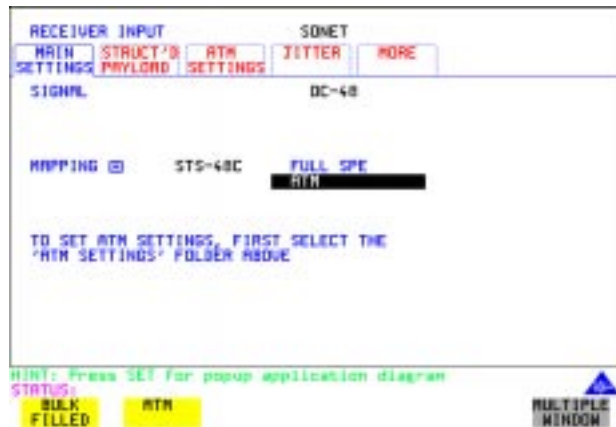 RECEIVER INPUT SONET
MAIN SETTINGS STRUCT'D PAYLOAD ATM SETTINGS JITTER MORE
SIGNAL OC-48
MAPPING STS-48C FULL SPE
ATM
TO SET ATM SETTINGS, FIRST SELECT THE
'ATM SETTINGS' FOLDER ABOVE
HINT: Press SET for popup application diagram
STATUS:
BULK FILLED ATM MULTIPLE WINDOW